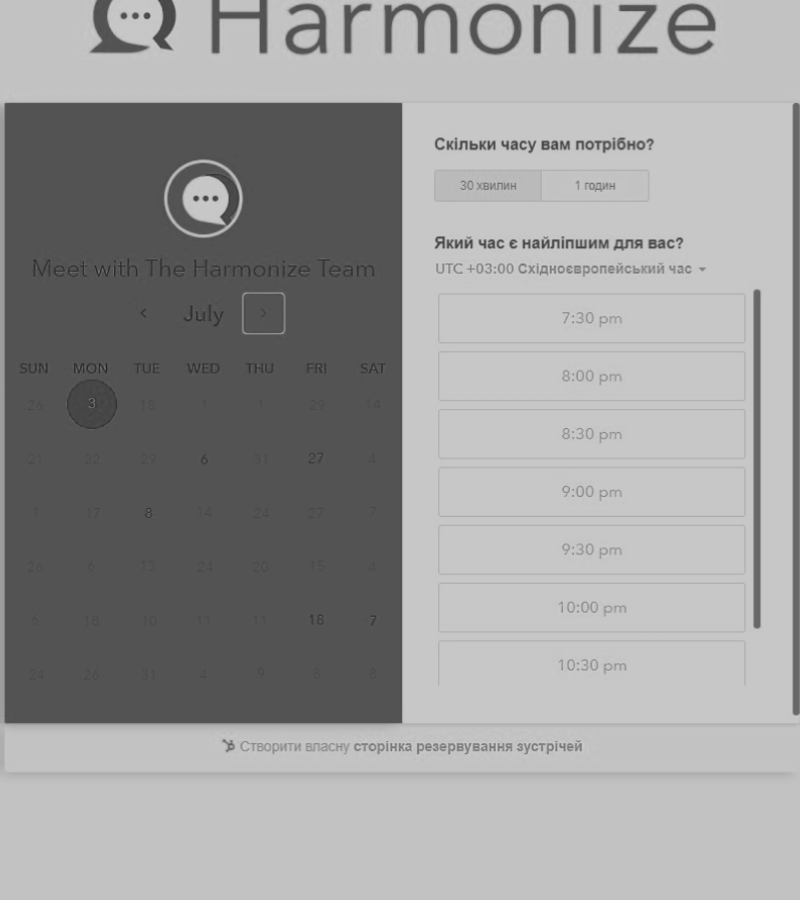 Harmonize
Meet with The Harmonize Team
July
SUN MON TUE WED THU FRI SAT
26 3 18 1 1 29 14
21 22 29 6 31 27 4
1 17 8 14 24 27 7
26 6 13 24 20 15 4
6 18 10 11 11 18 7
24 26 31 4 9 8
Скільки часу вам потрібно?
30 хвилин 1 годин
Який час є найліпшим для вас?
UTC +03:00 Східноєвропейський час
7:30 pm
8:00 pm
8:30 pm
9:00 pm
9:30 pm
10:00 pm
10:30 pm
Створити власну сторінка резервування зустрічей